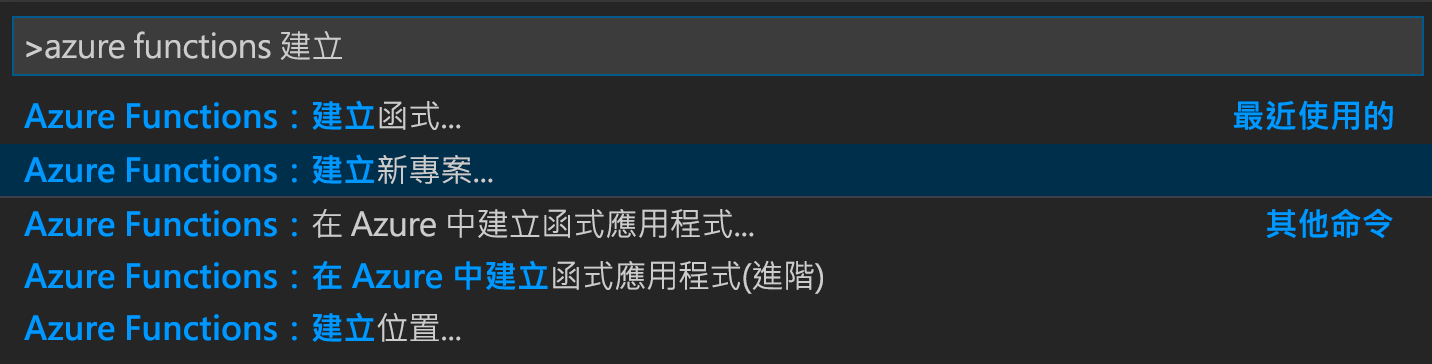 >azure functions 建立
Azure Functions：建立函式... 最近使用的
Azure Functions：建立新專案...
Azure Functions：在 Azure 中建立函式應用程式... 其他命令
Azure Functions：在 Azure 中建立函式應用程式(進階)
Azure Functions：建立位置...